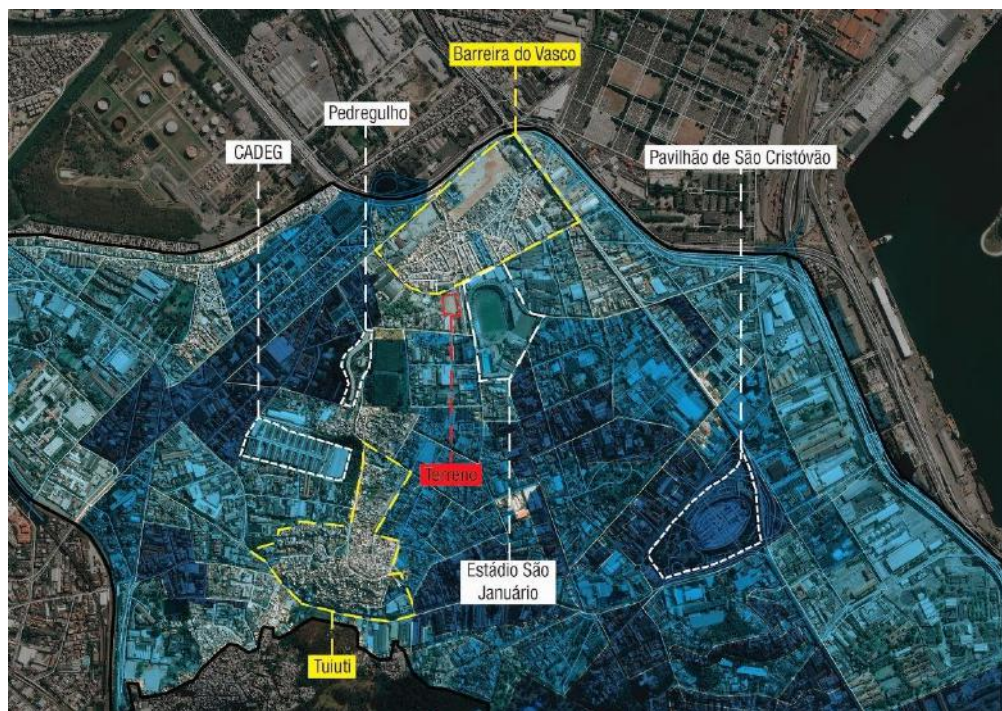 Barreira do Vasco
Pedregulho
CADEG
Pavilhão de São Cristóvão
Terreno
Estádio São
Januário
Tuiuti